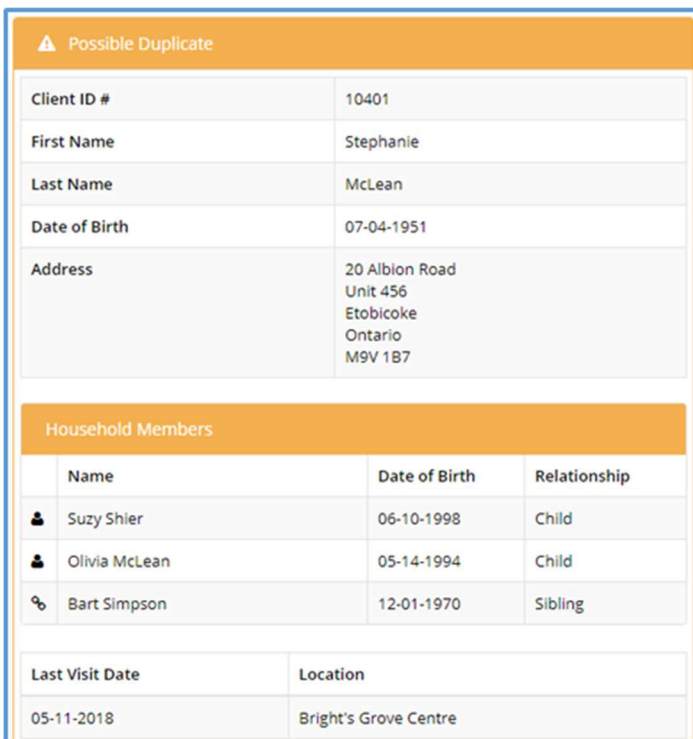 Possible Duplicate
Client ID # 10401
First Name Stephanie
Last Name McLean
Date of Birth 07-04-1951
Address 20 Albion Road
Unit 456
Etobicoke
Ontario
M9V 1B7
Household Members
Name Date of Birth Relationship
Suzy Shier 06-10-1998 Child
Olivia McLean 05-14-1994 Child
Bart Simpson 12-01-1970 Sibling
Last Visit Date Location
05-11-2018 Bright's Grove Centre